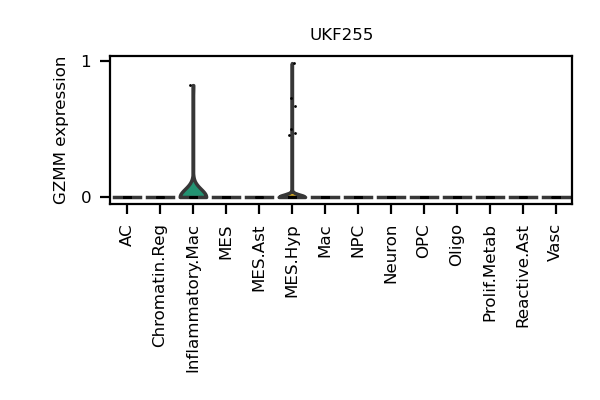 UKF255
GZMM expression
1
0
AC
Chromatin.Reg
Inflammatory.Mac
MES
MES.Ast
MES.Hyp
Mac
NPC
Neuron
OPC
Oligo
Prolif.Metab
Reactive.Ast
Vasc